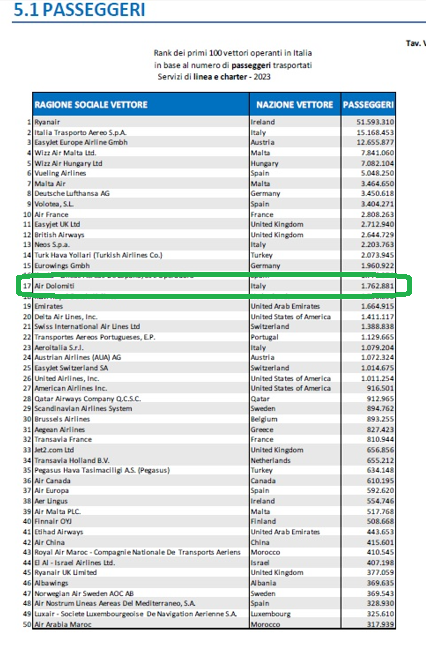 5.1 PASSEGGERI
Tav. V
Rank dei primi 100 vettori operanti in Italia
in base al numero di passeggeri trasportati
Servizi di linea e charter - 2023
RAGIONE SOCIALE VETTORE NAZIONE VETTORE PASSEGGERI
1 Ryanair Ireland 51.593.310
2 Italia Trasporto Aereo S.p.A. Italy 15.168.453
3 EasyJet Europe Airline Gmbh Austria 12.655.877
4 Wizz Air Malta Ltd. Malta 7.841.060
5 Wizz Air Hungary Ltd Hungary 7.082.104
6 Vueling Airlines Spain 5.048.250
7 Malta Air Malta 3.464.650
8 Deutsche Lufthansa AG Germany 3.450.618
9 Volotea, S.L. Spain 3.404.271
10 Air France France 2.808.263
11 Easyjet UK Ltd United Kingdom 2.712.940
12 British Airways United Kingdom 2.644.729
13 Neos S.p.a. Italy 2.203.763
14 Turk Hava Yollari (Turkish Airlines Co.) Turkey 2.073.945
15 Eurowings Gmbh Germany 1.960.922
17 Air Dolomiti Italy 1.762.881
19 Emirates United Arab Emirates 1.664.915
20 Delta Air Lines, Inc. United States of America 1.411.117
21 Swiss International Air Lines Ltd Switzerland 1.388.838
22 Transportes Aereos Portugueses, E.P. Portugal 1.129.665
23 Aeroitalia S.r.l. Italy 1.079.204
24 Austrian Airlines (AUA) AG Austria 1.072.324
25 EasyJet Switzerland SA Switzerland 1.014.675
26 United Airlines, Inc. United States of America 1.011.254
27 American Airlines Inc. United States of America 916.501
28 Qatar Airways Company Q.C.S.C. Qatar 912.965
29 Scandinavian Airlines System Sweden 894.762
30 Brussels Airlines Belgium 893.255
31 Aegean Airlines Greece 827.423
32 Transavia France France 810.944
33 Jet2.com Ltd United Kingdom 656.856
34 Transavia Holland B.V. Netherlands 655.212
35 Pegasus Hava Tasimaciligi A.S. (Pegasus) Turkey 634.148
36 Air Canada Canada 610.195
37 Air Europa Spain 592.620
38 Aer Lingus Ireland 554.746
39 Air Malta PLC. Malta 517.768
40 Finnair OYJ Finland 508.668
41 Etihad Airways United Arab Emirates 443.653
42 Air China China 415.601
43 Royal Air Maroc - Compagnie Nationale De Transports Aeriens Morocco 410.545
44 El Al - Israel Airlines Ltd. Israel 407.198
45 Ryanair UK Limited United Kingdom 377.059
46 Albawings Albania 369.635
47 Norwegian Air Sweden AOC AB Sweden 369.543
48 Air Nostrum Lineas Aereas Del Mediterraneo, S.A. Spain 328.930
49 Luxair - Societe Luxembourgeoise De Navigation Aerienne S.A. Luxembourg 325.610
50 Air Arabia Maroc Morocco 317.939